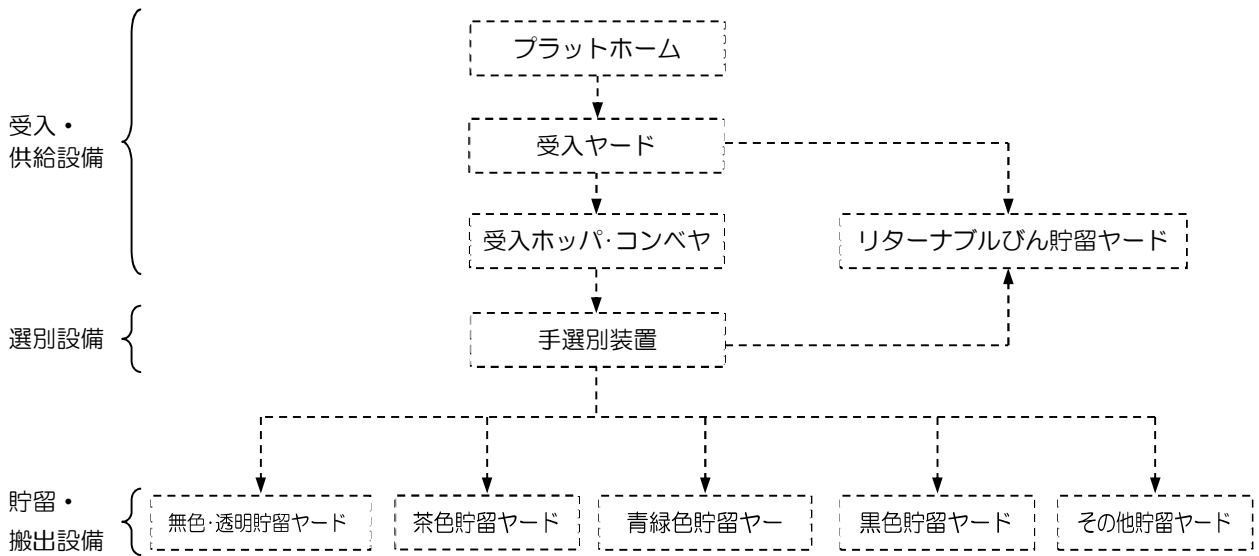 プラットホーム
受入・
供給設備
受入ヤード
受入ホッパ・コンベヤ
リターナブルびん貯留ヤード
選別設備
手選別装置
貯留・
搬出設備
無色・透明貯留ヤード
茶色貯留ヤード
青緑色貯留ヤー
黒色貯留ヤード
その他貯留ヤード